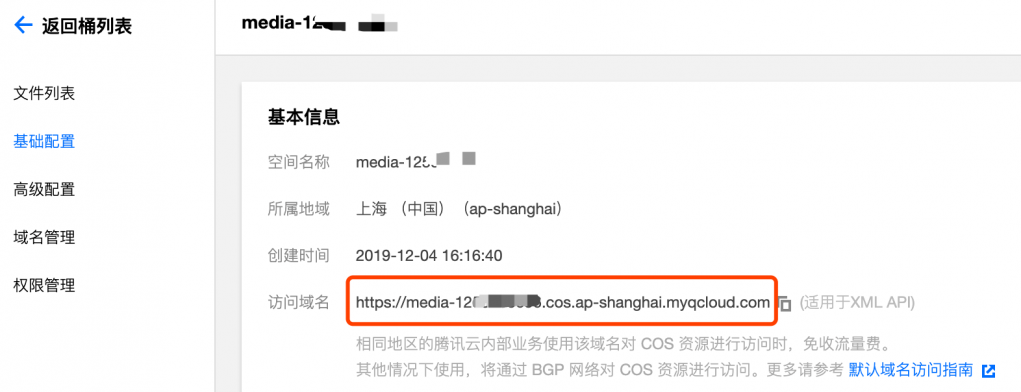 返回桶列表
media-12
文件列表
基础配置
高级配置
域名管理
权限管理
基本信息
空间名称 media-125
所属地域 上海 （中国）（ap-shanghai）
创建时间 2019-12-04 16:16:40
访问域名 https://media-12 .cos.ap-shanghai.myqcloud.com (适用于XML API)
相同地区的腾讯云内部业务使用该域名对 COS 资源进行访问时，免收流量费。
其他情况下使用，将通过 BGP 网络对 COS 资源进行访问。更多请参考 默认域名访问指南